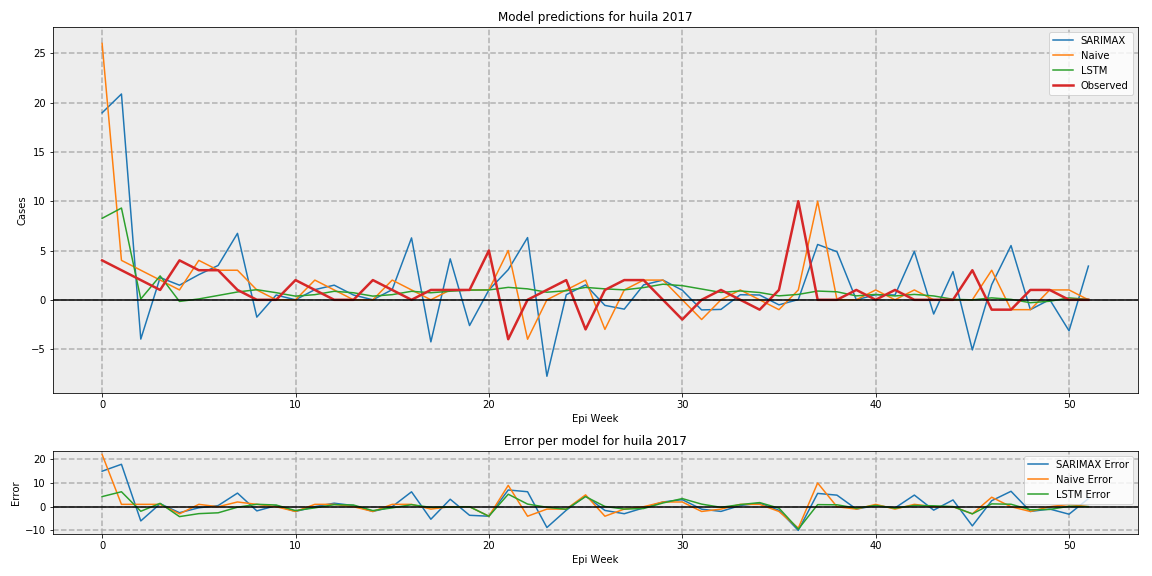 Model predictions for huila 2017
SARIMAX
Naive
LSTM
Observed
25
20
15
10
5
0
−5
Cases
0 10 20 30 40 50
Epi Week
Error per model for huila 2017
SARIMAX Error
Naive Error
LSTM Error
20
10
0
−10
Error
0 10 20 30 40 50
Epi Week